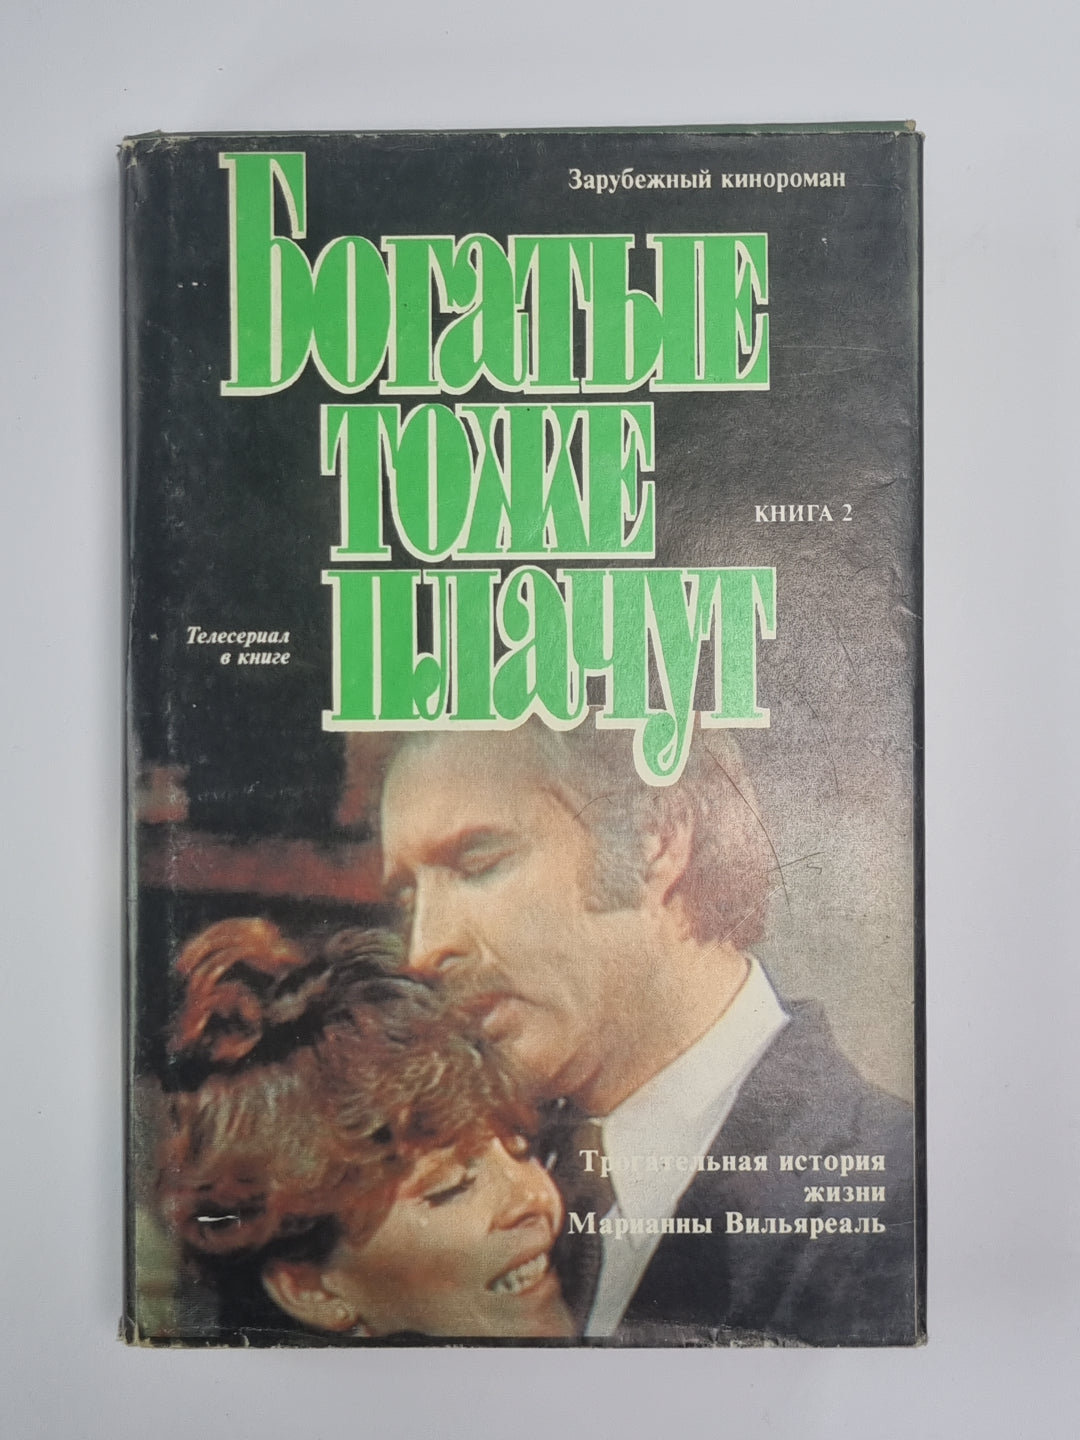 Зарубежный кинороман
Богатые
тоже
КНИГА 2
плачут
Телесериал
в книге
Трогательная история
жизни
Марианны Вильяреаль